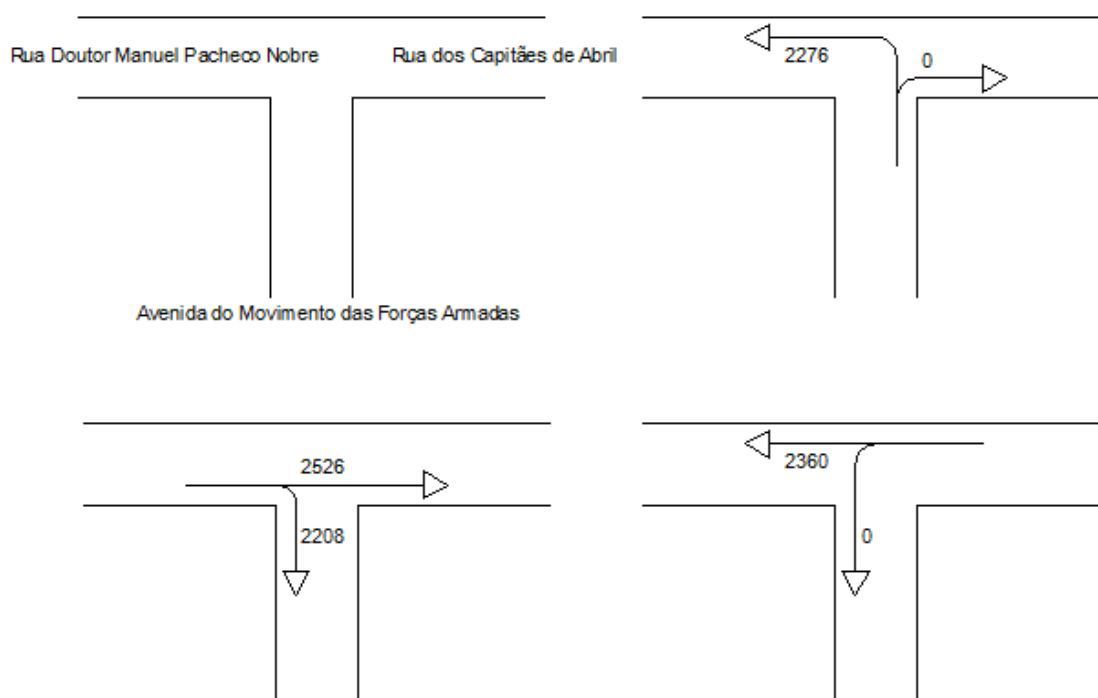 Rua Doutor Manuel Pacheco Nobre
Rua dos Capitães de Abril
Avenida do Movimento das Forças Armadas
2276
0
2526
2208
2360
0